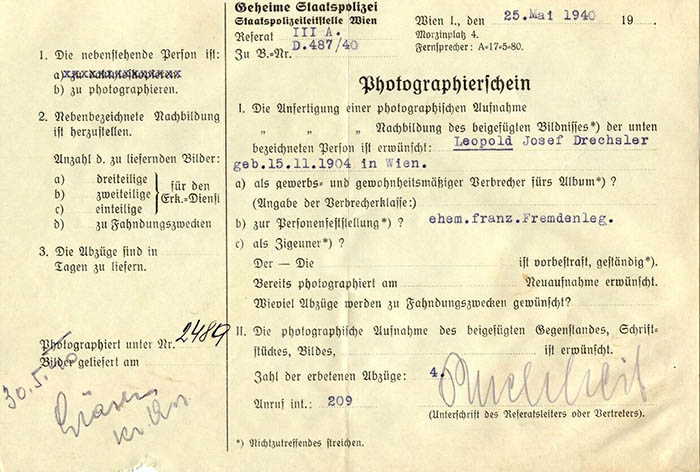 Geheime Staatspolizei
Staatspolizeileitstelle Wien
Referat III A.
Zu B.=Nr. D.487/40
Wien I., den 25.Mai 1940 19
Morzinplatz 4.
Fernsprecher: A=17=5=80.
1. Die nebenstehende Person ist:
a)
b) zu photographieren.
2. Nebenbezeichnete Nachbildung
ist herzustellen.
Anzahl d. zu liefernden Bilder:
a) dreiteilige
b) zweiteilige
c) einteilige
für den
Erk.=Dienst
d) zu Fahndungszwecken
3. Die Abzüge sind in
Tagen zu liefern.
Photographiert unter Nr. 2489
Bilder geliefert am
30.5.
Photographierschein
I. Die Anfertigung einer photographischen Aufnahme
„ „ „ Nachbildung des beigefügten Bildnisses*) der unten
bezeichneten Person ist erwünscht: Leopold Josef Drechsler
geb.15.11.1904 in Wien.
a) als gewerbs= und gewohnheitsmäßiger Verbrecher fürs Album*) ?
(Angabe der Verbrecherklasse:)
b) zur Personenfeststellung*) ? ehem.franz.Fremdenleg.
c) als Zigeuner*) ?
Der — Die ist vorbestraft, geständig*).
Bereits photographiert am Neuaufnahme erwünscht.
Wieviel Abzüge werden zu Fahndungszwecken gewünscht?
II. Die photographische Aufnahme des beigefügten Gegenstandes, Schrift=
stückes, Bildes, ist erwünscht.
Zahl der erbetenen Abzüge: 4.
Anruf int.: 209
(Unterschrift des Referatsleiters oder Vertreters).
*) Nichtzutreffendes streichen.